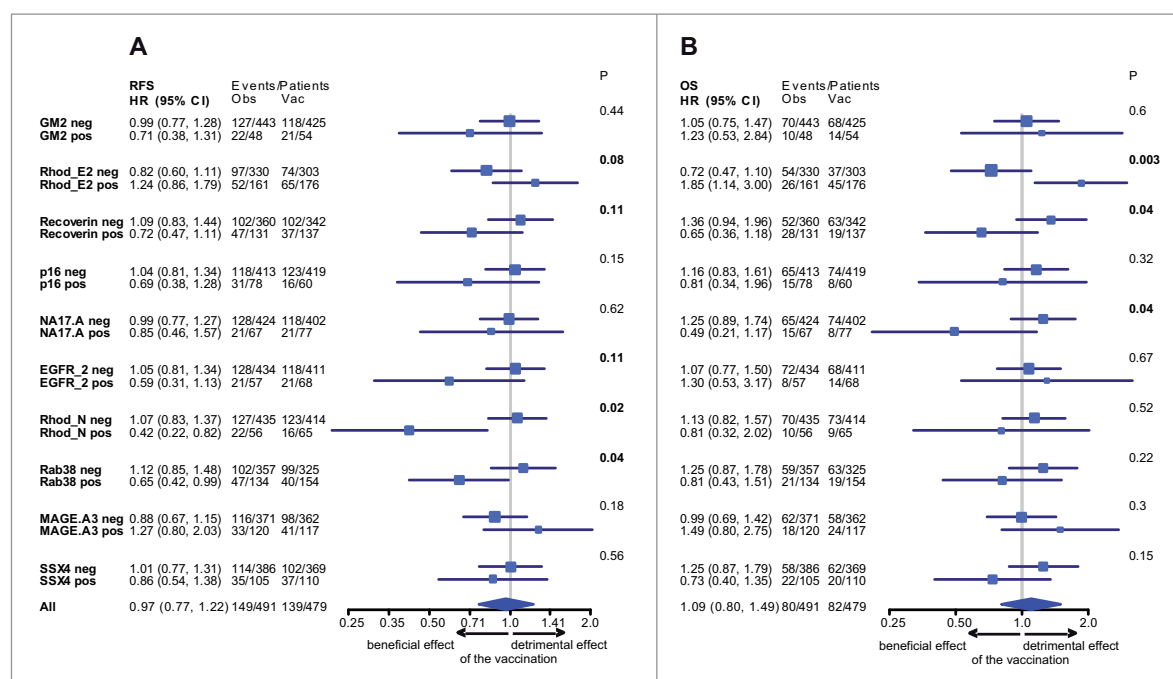 A
RFS Events/Patients P
HR (95% CI) Obs Vac
0.44
GM2 neg 0.99 (0.77, 1.28) 127/443 118/425
GM2 pos 0.71 (0.38, 1.31) 22/48 21/54
0.08
Rhod_E2 neg 0.82 (0.60, 1.11) 97/330 74/303
Rhod_E2 pos 1.24 (0.86, 1.79) 52/161 65/176
0.11
Recoverin neg 1.09 (0.83, 1.44) 102/360 102/342
Recoverin pos 0.72 (0.47, 1.11) 47/131 37/137
0.15
p16 neg 1.04 (0.81, 1.34) 118/413 123/419
p16 pos 0.69 (0.38, 1.28) 31/78 16/60
0.62
NA17.A neg 0.99 (0.77, 1.27) 128/424 118/402
NA17.A pos 0.85 (0.46, 1.57) 21/67 21/77
0.11
EGFR_2 neg 1.05 (0.81, 1.34) 128/434 118/411
EGFR_2 pos 0.59 (0.31, 1.13) 21/57 21/68
0.02
Rhod_N neg 1.07 (0.83, 1.37) 127/435 123/414
Rhod_N pos 0.42 (0.22, 0.82) 22/56 16/65
0.04
Rab38 neg 1.12 (0.85, 1.48) 102/357 99/325
Rab38 pos 0.65 (0.42, 0.99) 47/134 40/154
0.18
MAGE.A3 neg 0.88 (0.67, 1.15) 116/371 98/362
MAGE.A3 pos 1.27 (0.80, 2.03) 33/120 41/117
0.56
SSX4 neg 1.01 (0.77, 1.31) 114/386 102/369
SSX4 pos 0.86 (0.54, 1.38) 35/105 37/110
All 0.97 (0.77, 1.22) 149/491 139/479
0.25 0.35 0.50 0.71 1.0 1.41 2.0
beneficial effect detrimental effect
of the vaccination
B
P
OS Events/Patients
HR (95% CI) Obs Vac
0.6
1.05 (0.75, 1.47) 70/443 68/425
1.23 (0.53, 2.84) 10/48 14/54
0.003
0.72 (0.47, 1.10) 54/330 37/303
1.85 (1.14, 3.00) 26/161 45/176
0.04
1.36 (0.94, 1.96) 52/360 63/342
0.65 (0.36, 1.18) 28/131 19/137
0.32
1.16 (0.83, 1.61) 65/413 74/419
0.81 (0.34, 1.96) 15/78 8/60
0.04
1.25 (0.89, 1.74) 65/424 74/402
0.49 (0.21, 1.17) 15/67 8/77
0.67
1.07 (0.77, 1.50) 72/434 68/411
1.30 (0.53, 3.17) 8/57 14/68
0.52
1.13 (0.82, 1.57) 70/435 73/414
0.81 (0.32, 2.02) 10/56 9/65
0.22
1.25 (0.87, 1.78) 59/357 63/325
0.81 (0.43, 1.51) 21/134 19/154
0.3
0.99 (0.69, 1.42) 62/371 58/362
1.49 (0.80, 2.75) 18/120 24/117
0.15
1.25 (0.87, 1.79) 58/386 62/369
0.73 (0.40, 1.35) 22/105 20/110
1.09 (0.80, 1.49) 80/491 82/479
0.25 0.50 1.0 2.0
beneficial effect detrimental effect
of the vaccination